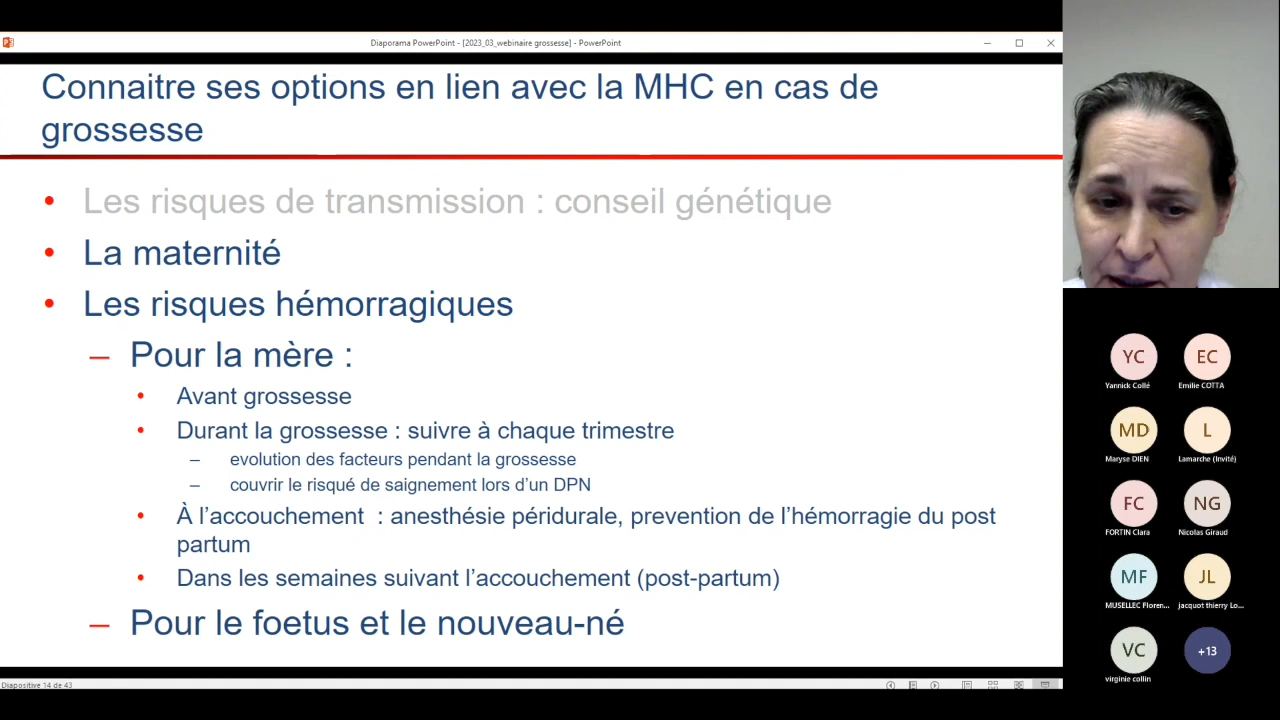 Diaporama PowerPoint - [2023_03_webinaire grossesse] - PowerPoint
Connaitre ses options en lien avec la MHC en cas de
grossesse
• Les risques de transmission : conseil génétique
• La maternité
• Les risques hémorragiques
– Pour la mère :
• Avant grossesse
• Durant la grossesse : suivre à chaque trimestre
– evolution des facteurs pendant la grossesse
– couvrir le risqué de saignement lors d'un DPN
• À l'accouchement : anesthésie péridurale, prevention de l'hémorragie du post
partum
• Dans les semaines suivant l'accouchement (post-partum)
– Pour le foetus et le nouveau-né
Diapositive 14 de 43
YC
Yannick Collé
EC
Emilie COTTA
MD
Maryse DIEN
L
Lamarche (Invité)
FC
FORTIN Clara
NG
Nicolas Giraud
MF
MUSELLEC Floren...
JL
jacquot thierry Lo...
VC
virginie collin
+13